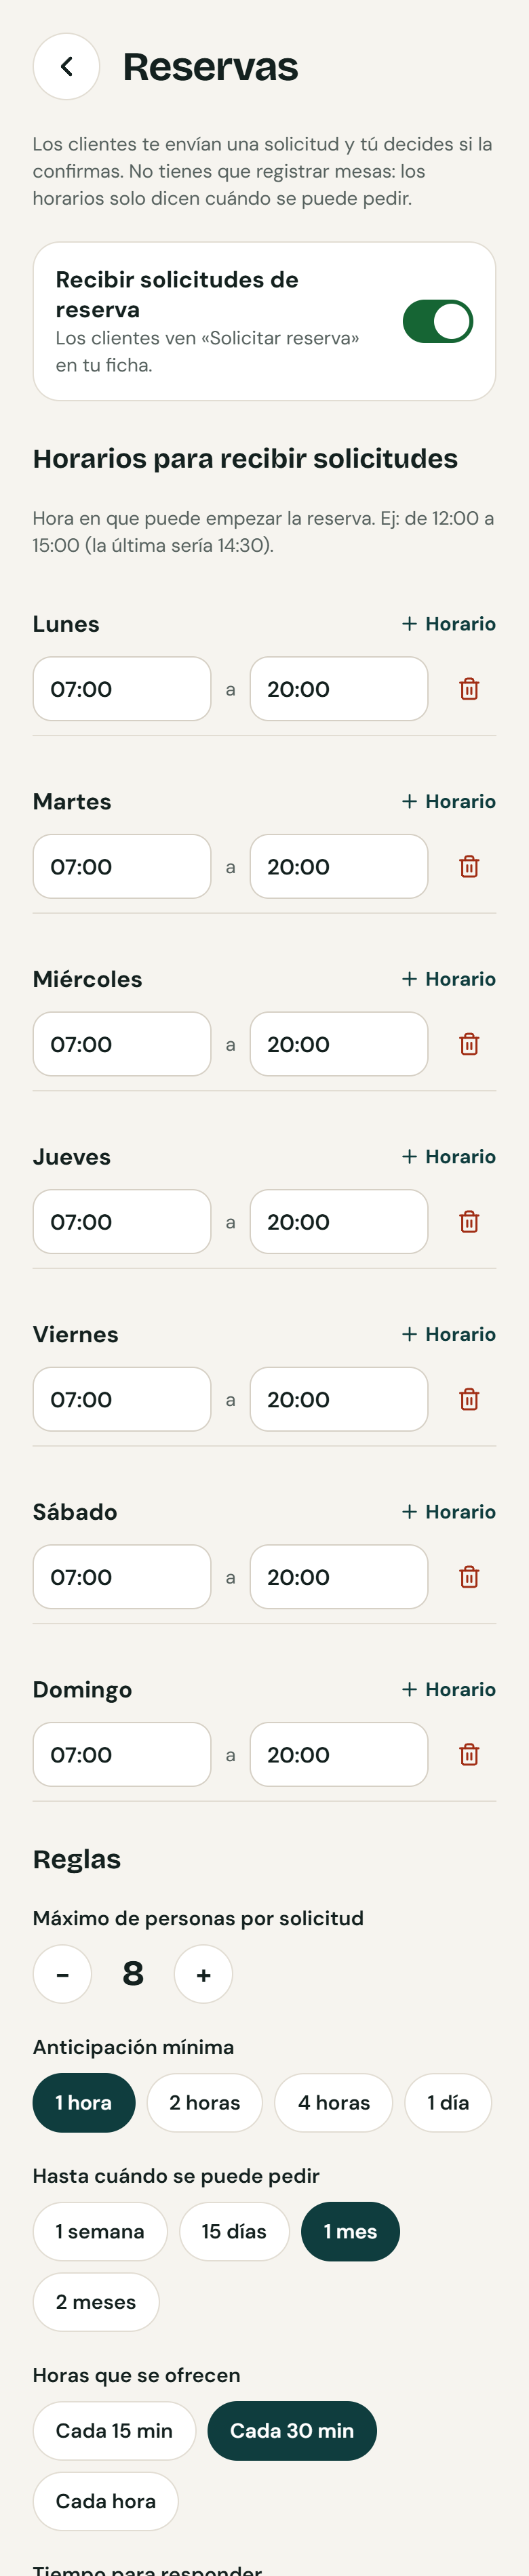 Reservas
Los clientes te envían una solicitud y tú decides si la
confirmas. No tienes que registrar mesas: los
horarios solo dicen cuándo se puede pedir.
Recibir solicitudes de
reserva
Los clientes ven «Solicitar reserva»
en tu ficha.
Horarios para recibir solicitudes
Hora en que puede empezar la reserva. Ej: de 12:00 a
15:00 (la última sería 14:30).
Lunes + Horario
07:00 a 20:00
Martes + Horario
07:00 a 20:00
Miércoles + Horario
07:00 a 20:00
Jueves + Horario
07:00 a 20:00
Viernes + Horario
07:00 a 20:00
Sábado + Horario
07:00 a 20:00
Domingo + Horario
07:00 a 20:00
Reglas
Máximo de personas por solicitud
− 8 +
Anticipación mínima
1 hora 2 horas 4 horas 1 día
Hasta cuándo se puede pedir
1 semana 15 días 1 mes
2 meses
Horas que se ofrecen
Cada 15 min Cada 30 min
Cada hora
Tiempo para responder